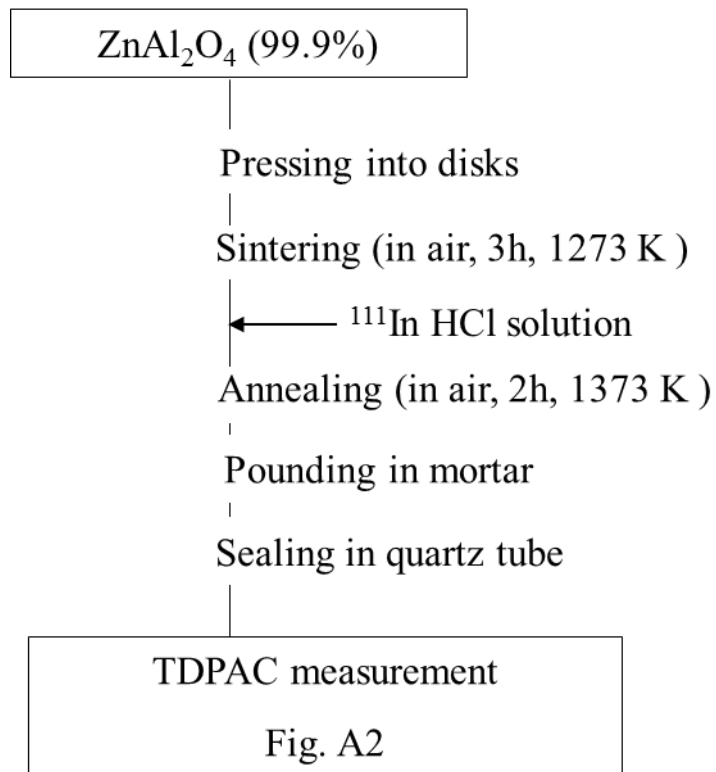 ZnAl₂O₄ (99.9%)
Pressing into disks
Sintering (in air, 3h, 1273 K )
¹¹¹In HCl solution
Annealing (in air, 2h, 1373 K )
Pounding in mortar
Sealing in quartz tube
TDPAC measurement
Fig. A2